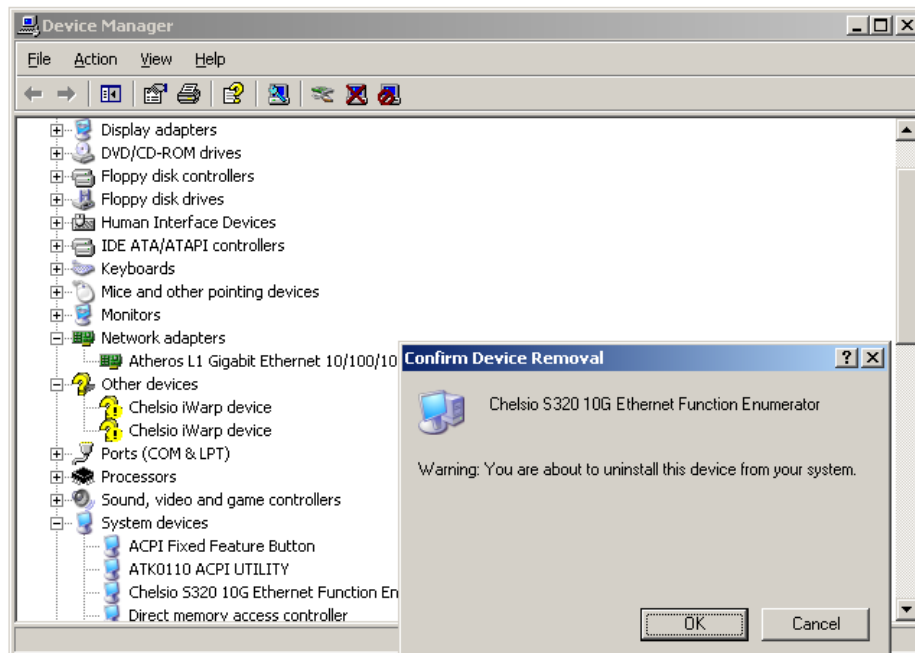 Device Manager
File Action View Help
Display adapters
DVD/CD-ROM drives
Floppy disk controllers
Floppy disk drives
Human Interface Devices
IDE ATA/ATAPI controllers
Keyboards
Mice and other pointing devices
Monitors
Network adapters
Atheros L1 Gigabit Ethernet 10/100/10
Other devices
Chelsio iWarp device
Chelsio iWarp device
Ports (COM & LPT)
Processors
Sound, video and game controllers
System devices
ACPI Fixed Feature Button
ATK0110 ACPI UTILITY
Chelsio S320 10G Ethernet Function En
Direct memory access controller
Confirm Device Removal
Chelsio S320 10G Ethernet Function Enumerator
Warning: You are about to uninstall this device from your system.
OK Cancel